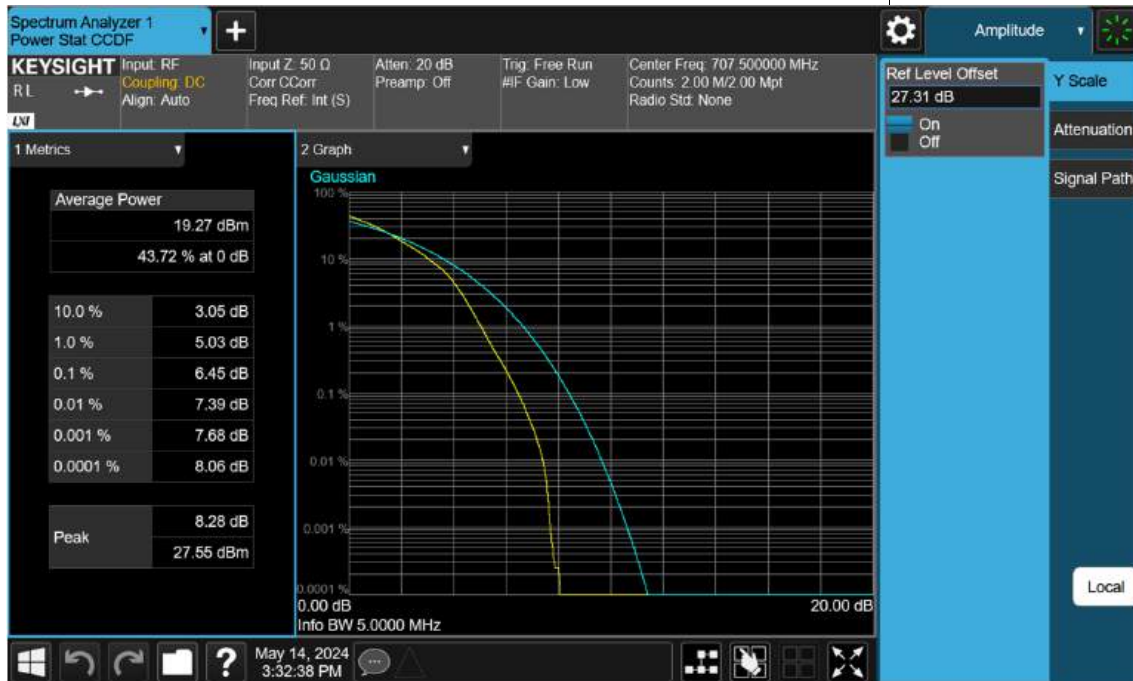 Spectrum Analyzer 1
Power Stat CCDF
Amplitude
KEYSIGHT
RL
LXI
Input: RF
Coupling: DC
Align: Auto
Input Z: 50 Ω
Corr CCorr
Freq Ref: Int (S)
Atten: 20 dB
Preamp: Off
Trig: Free Run
#IF Gain: Low
Center Freq: 707.500000 MHz
Counts: 2.00 M/2.00 Mpt
Radio Std: None
Ref Level Offset
27.31 dB
On
Off
Y Scale
Attenuation
Signal Path
Local
1 Metrics
Average Power
19.27 dBm
43.72 % at 0 dB
10.0 % 3.05 dB
1.0 % 5.03 dB
0.1 % 6.45 dB
0.01 % 7.39 dB
0.001 % 7.68 dB
0.0001 % 8.06 dB
Peak
8.28 dB
27.55 dBm
2 Graph
Gaussian
100 %
10 %
1 %
0.1 %
0.01 %
0.001 %
0.0001 %
0.00 dB 20.00 dB
Info BW 5.0000 MHz
? May 14, 2024
3:32:38 PM